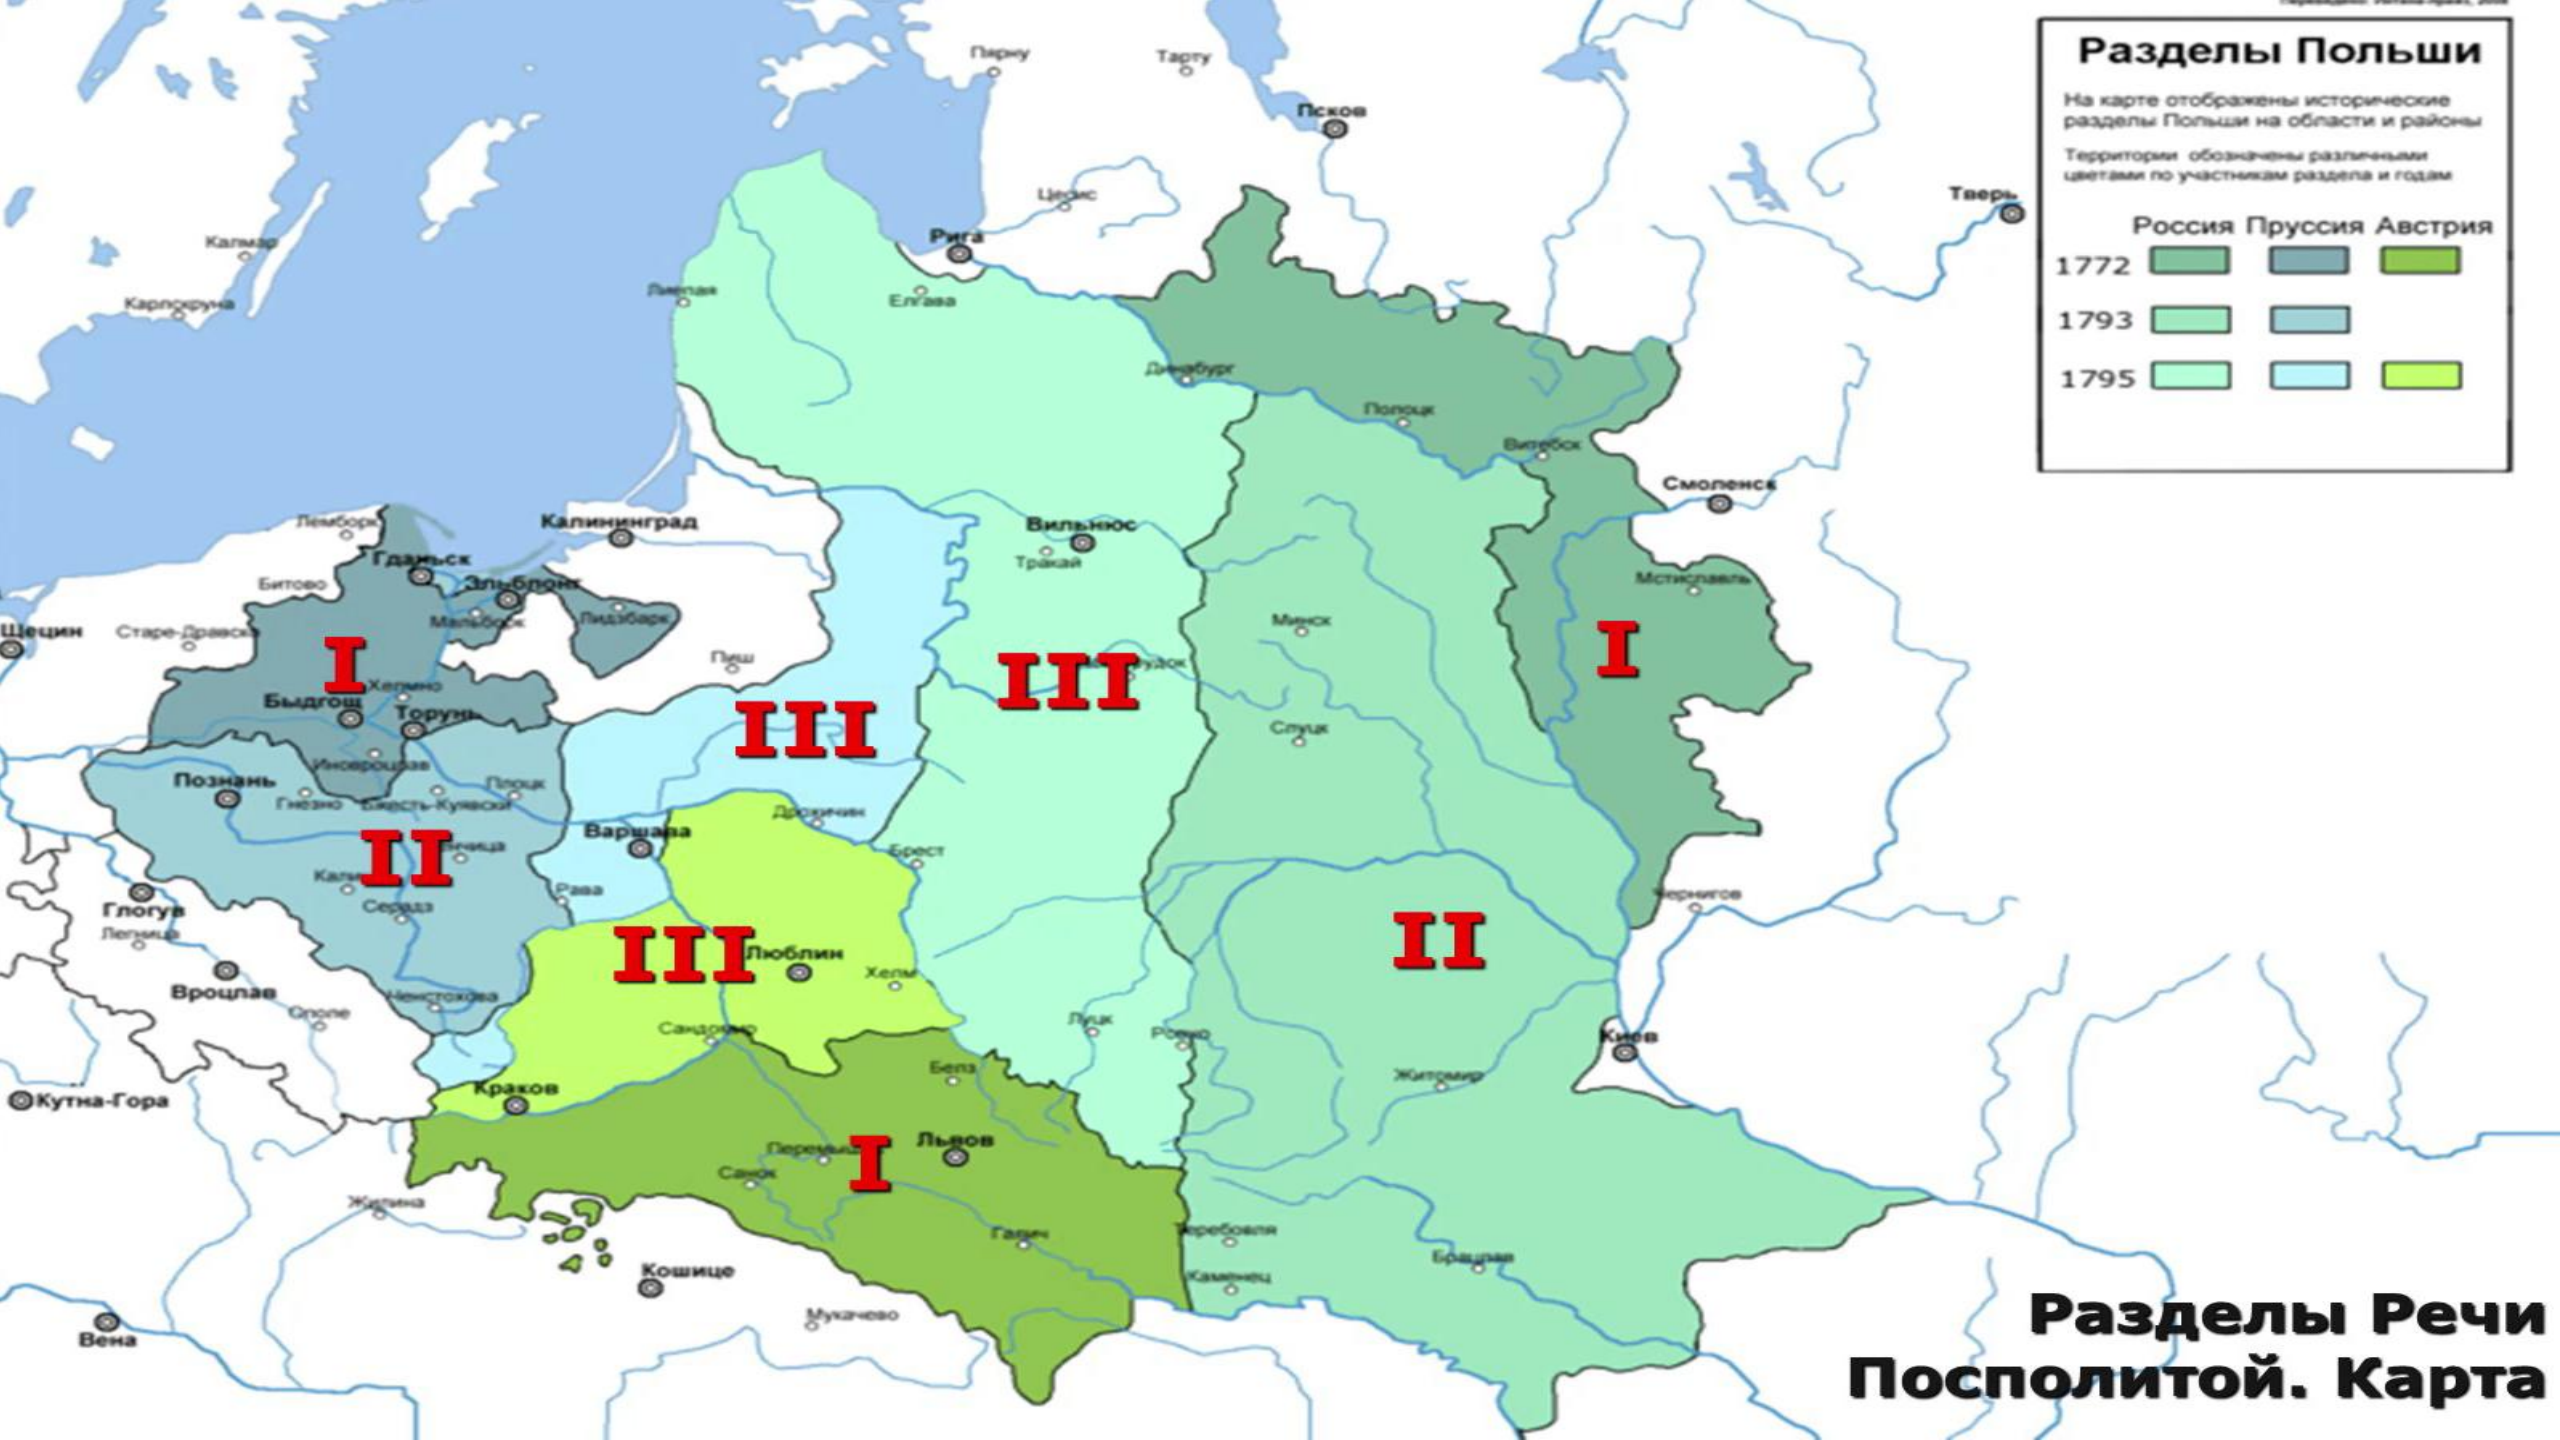 Разделы Польши
На карте отображены исторические
разделы Польши на области и районы
Территории обозначены различными
цветами по участникам раздела и годам
Россия Пруссия Австрия
1772
1793
1795
Пярну
Тарту
Псков
Цесис
Тверь
Калмар
Рига
Карлскруна
Лиепая
Елгава
Динабург
Полоцк
Витебск
Смоленск
Лемборк
Калининград
Вильнюс
Тракай
Гданьск
Эльблонг
Битово
Мальборк
Лидзбарк
Мстиславль
Щецин
Старе-Дравско
Минск
I
I
Пиш
III
Хелмно
Быдгощ
Торунь
III
Слуцк
Иновроцлав
Познань
Плоцк
Гнезно
Бжесть-Куявски
Дрохичин
Варшава
II
Брест
Рава
Серадз
Чернигов
Глогув
Легница
II
III
Люблин
Хелм
Вроцлав
Ченстохова
Ополе
Сандомир
Луцк
Ровно
Киев
Белз
Житомир
Краков
Кутна-Гора
Львов
I
Санок
Жилина
Галич
Теребовля
Брацлав
Кошице
Каменец
Мукачево
Вена
Разделы Речи
Посполитой. Карта